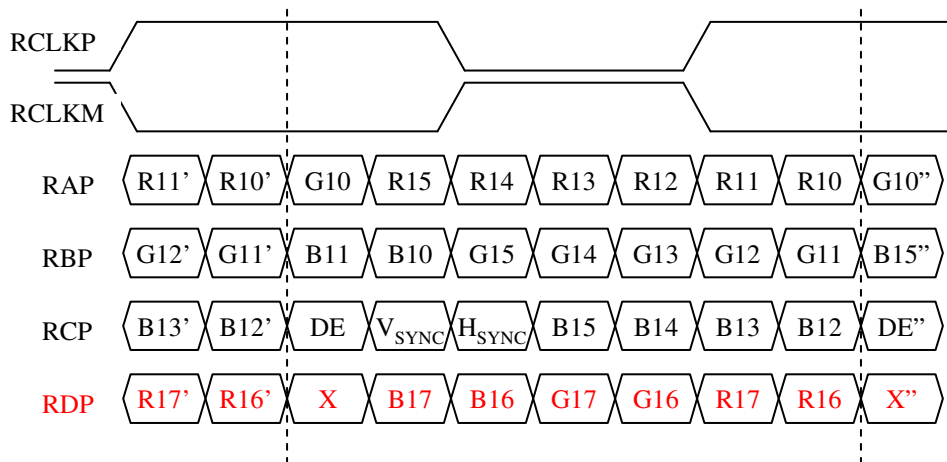 RCLKP
RCLKM
RAP R11’ R10’ G10 R15 R14 R13 R12 R11 R10 G10”
RBP G12’ G11’ B11 B10 G15 G14 G13 G12 G11 B15”
RCP B13’ B12’ DE VSYNC HSYNC B15 B14 B13 B12 DE”
RDP R17’ R16’ X B17 B16 G17 G16 R17 R16 X”